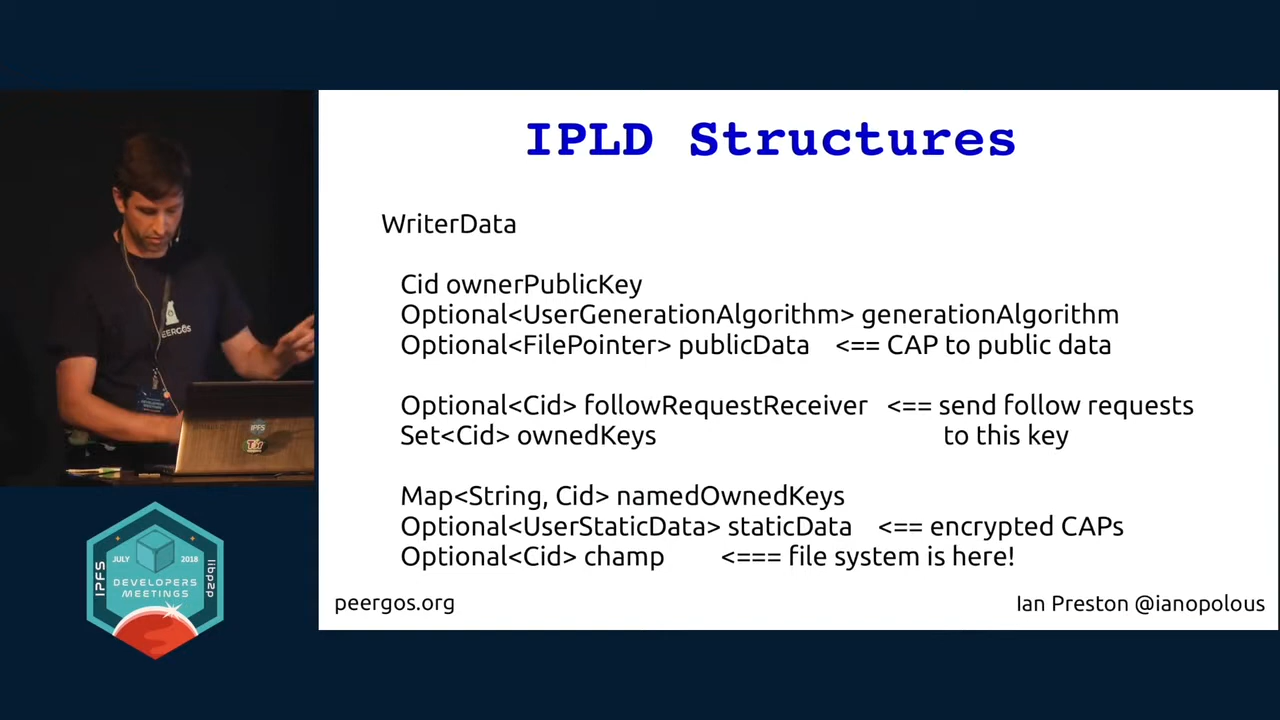 IPLD Structures
WriterData
Cid ownerPublicKey
Optional<UserGenerationAlgorithm> generationAlgorithm
Optional<FilePointer> publicData <== CAP to public data
Optional<Cid> followRequestReceiver <== send follow requests
Set<Cid> ownedKeys to this key
Map<String, Cid> namedOwnedKeys
Optional<UserStaticData> staticData <== encrypted CAPs
Optional<Cid> champ <=== file system is here!
peergos.org
Ian Preston @ianopolous
PEERGOS
IPFS
JULY 2018
IPFS
libp2p
DEVELOPERS
MEETINGS